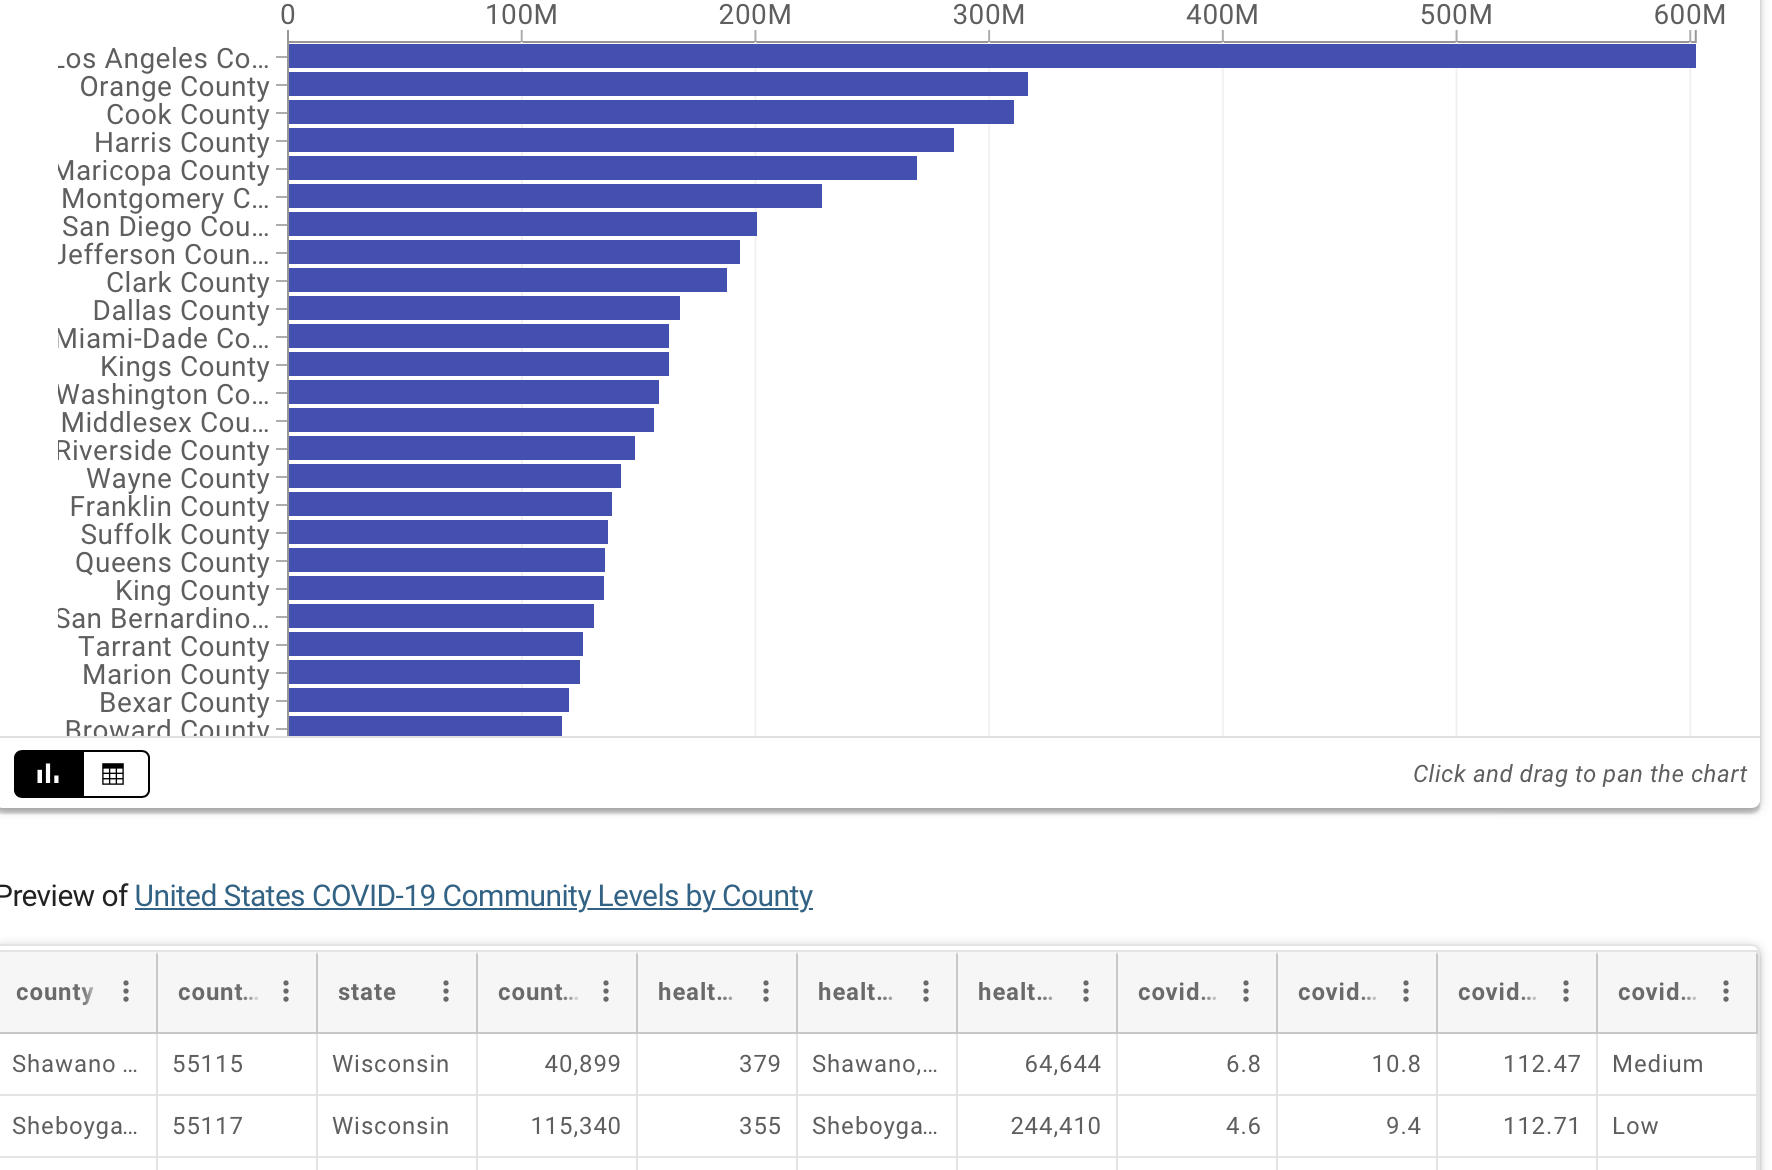 0 100M 200M 300M 400M 500M 600M
Los Angeles Co...
Orange County
Cook County
Harris County
Maricopa County
Montgomery C...
San Diego Cou...
Jefferson Coun...
Clark County
Dallas County
Miami-Dade Co...
Kings County
Washington Co...
Middlesex Cou...
Riverside County
Wayne County
Franklin County
Suffolk County
Queens County
King County
San Bernardino...
Tarrant County
Marion County
Bexar County
Broward County
Click and drag to pan the chart
Preview of United States COVID-19 Community Levels by County
county count... state count... healt... healt... healt... covid... covid... covid... covid...
Shawano ... 55115 Wisconsin 40,899 379 Shawano,... 64,644 6.8 10.8 112.47 Medium
Sheboyga... 55117 Wisconsin 115,340 355 Sheboyga... 244,410 4.6 9.4 112.71 Low